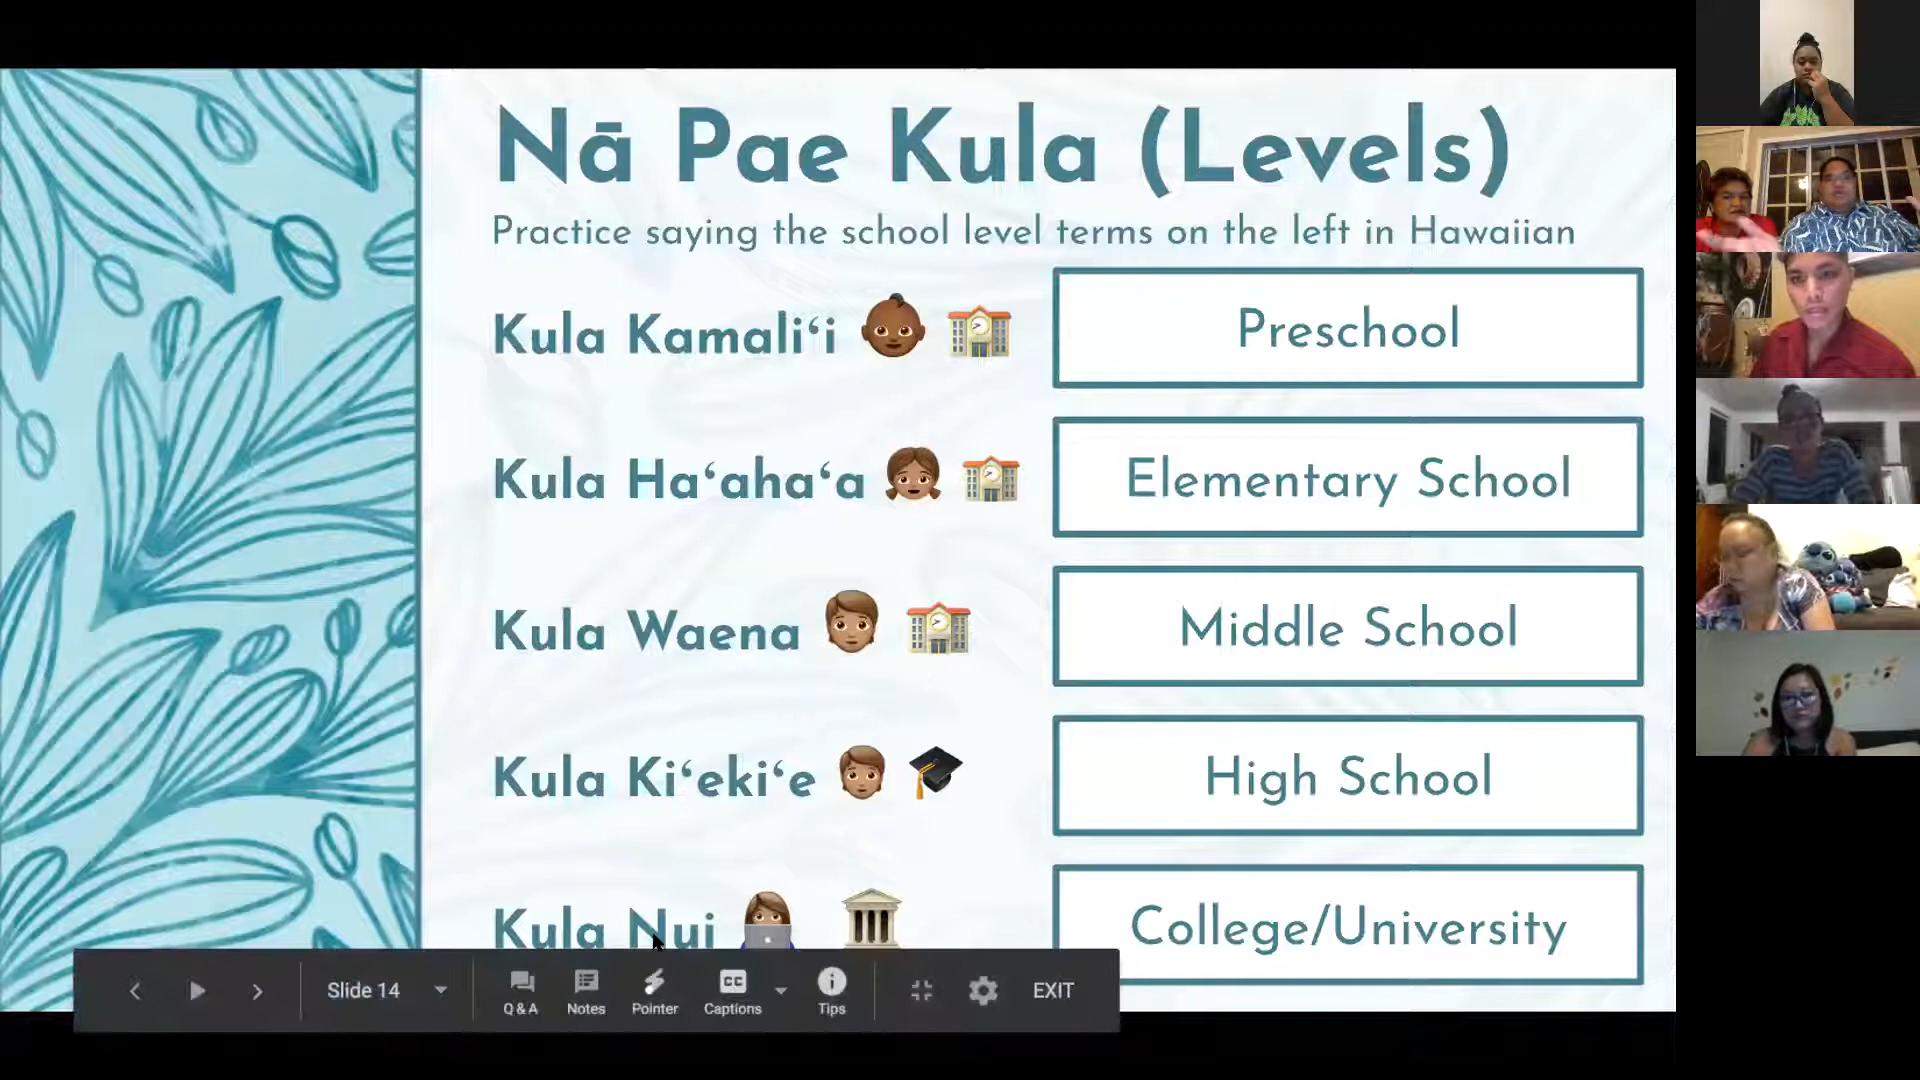 Nā Pae Kula (Levels)
Practice saying the school level terms on the left in Hawaiian
Kula Kamaliʻi
Preschool
Kula Haʻahaʻa
Elementary School
Kula Waena
Middle School
Kula Kiʻekiʻe
High School
Kula Nui
College/University
Slide 14
Q & A
Notes
Pointer
CC
Captions
Tips
EXIT